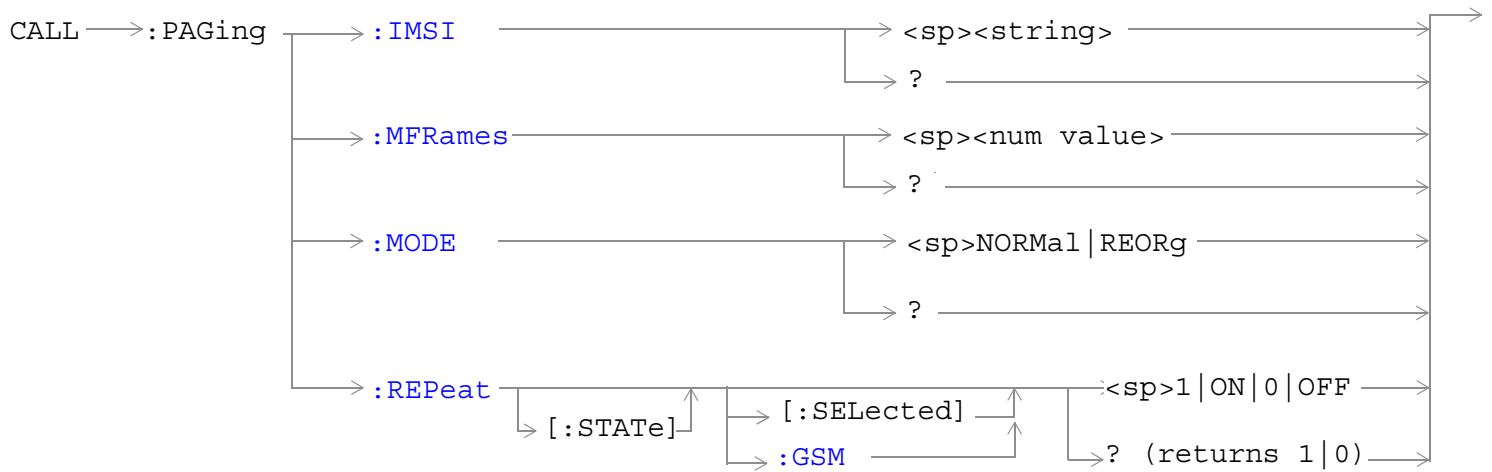 CALL :PAGing :IMSI <sp><string>
?
:MFRames <sp><num value>
?
:MODE <sp>NORMal|REORg
?
:REPeat <sp>1|ON|0|OFF
[:STATe] [:SELected]
:GSM ? (returns 1|0)